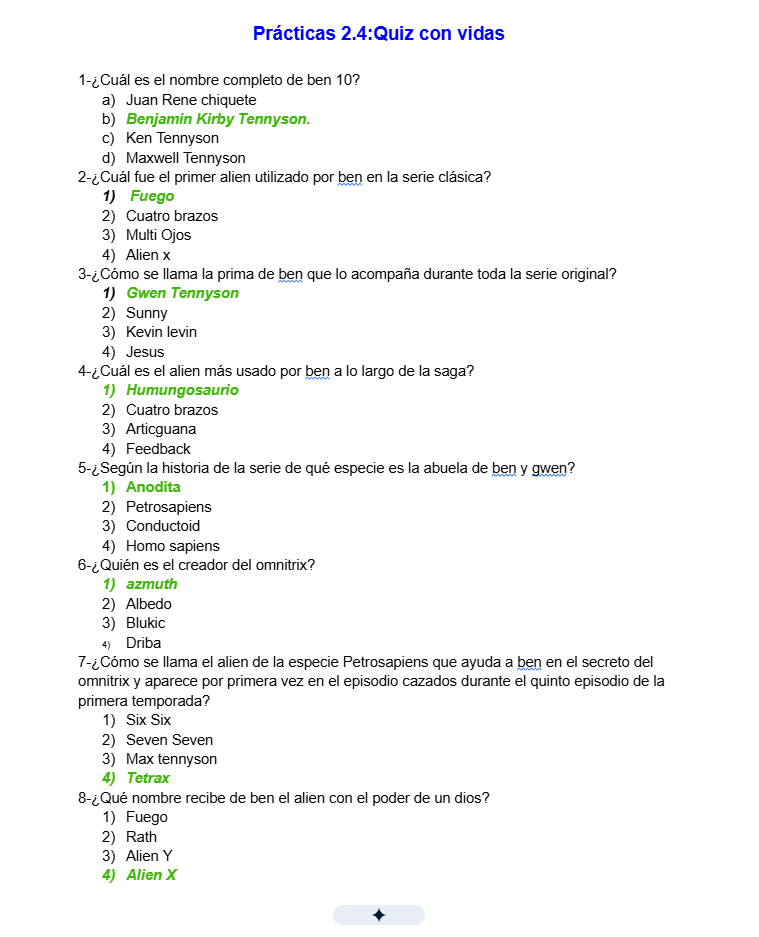 Prácticas 2.4:Quiz con vidas
1-¿Cuál es el nombre completo de ben 10?
a) Juan Rene chiquete
b) Benjamin Kirby Tennyson.
c) Ken Tennyson
d) Maxwell Tennyson
2-¿Cuál fue el primer alien utilizado por ben en la serie clásica?
1) Fuego
2) Cuatro brazos
3) Multi Ojos
4) Alien x
3-¿Cómo se llama la prima de ben que lo acompaña durante toda la serie original?
1) Gwen Tennyson
2) Sunny
3) Kevin levin
4) Jesus
4-¿Cuál es el alien más usado por ben a lo largo de la saga?
1) Humungosaurio
2) Cuatro brazos
3) Articguana
4) Feedback
5-¿Según la historia de la serie de qué especie es la abuela de ben y gwen?
1) Anodita
2) Petrosapiens
3) Conductoid
4) Homo sapiens
6-¿Quién es el creador del omnitrix?
1) azmuth
2) Albedo
3) Blukic
4) Driba
7-¿Cómo se llama el alien de la especie Petrosapiens que ayuda a ben en el secreto del
omnitrix y aparece por primera vez en el episodio cazados durante el quinto episodio de la
primera temporada?
1) Six Six
2) Seven Seven
3) Max tennyson
4) Tetrax
8-¿Qué nombre recibe de ben el alien con el poder de un dios?
1) Fuego
2) Rath
3) Alien Y
4) Alien X